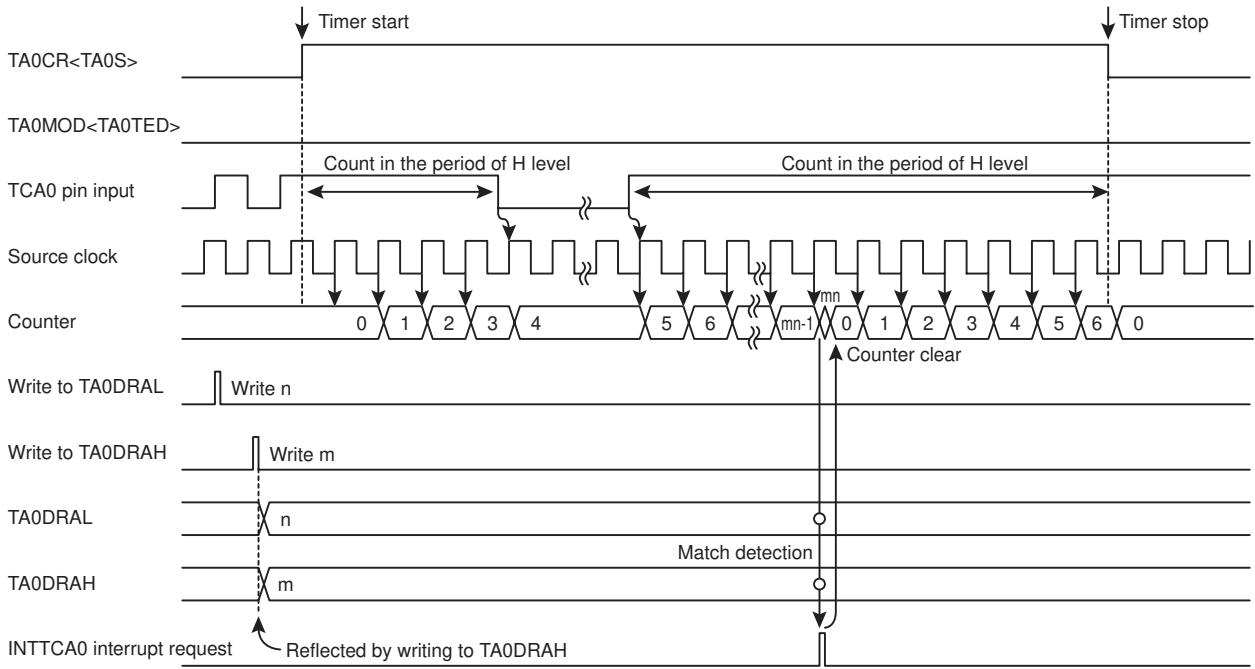 Timer start
Timer stop
TA0CR<TA0S>
TA0MOD<TA0TED>
Count in the period of H level
Count in the period of H level
TCA0 pin input
Source clock
mn
Counter
0 1 2 3 4 5 6 mn-1 0 1 2 3 4 5 6 0
Counter clear
Write to TA0DRAL
Write n
Write to TA0DRAH
Write m
TA0DRAL
n
Match detection
TA0DRAH
m
INTTCA0 interrupt request
Reflected by writing to TA0DRAH